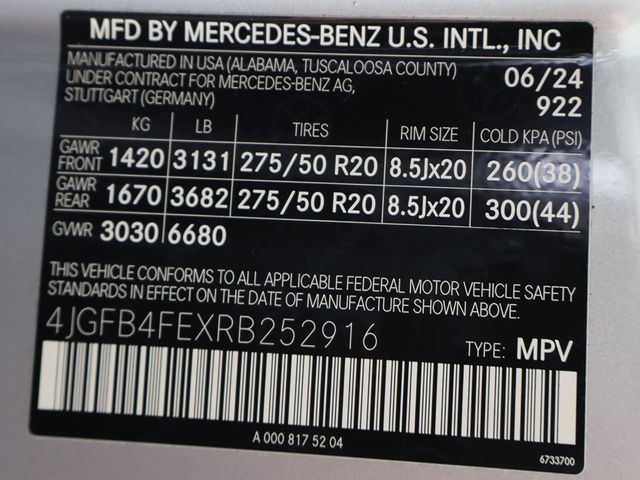 MFD BY MERCEDES-BENZ U.S. INTL., INC
MANUFACTURED IN USA (ALABAMA, TUSCALOOSA COUNTY) 06/24
UNDER CONTRACT FOR MERCEDES-BENZ AG,
STUTTGART (GERMANY) 922
KG LB TIRES RIM SIZE COLD KPA (PSI)
GAWR FRONT 1420 3131 275/50 R20 8.5Jx20 260(38)
GAWR REAR 1670 3682 275/50 R20 8.5Jx20 300(44)
GVWR 3030 6680
THIS VEHICLE CONFORMS TO ALL APPLICABLE FEDERAL MOTOR VEHICLE SAFETY
STANDARDS IN EFFECT ON THE DATE OF MANUFACTURE SHOWN ABOVE.
4JGFB4FEXRB252916 TYPE: MPV
A 000 817 52 04
6733700